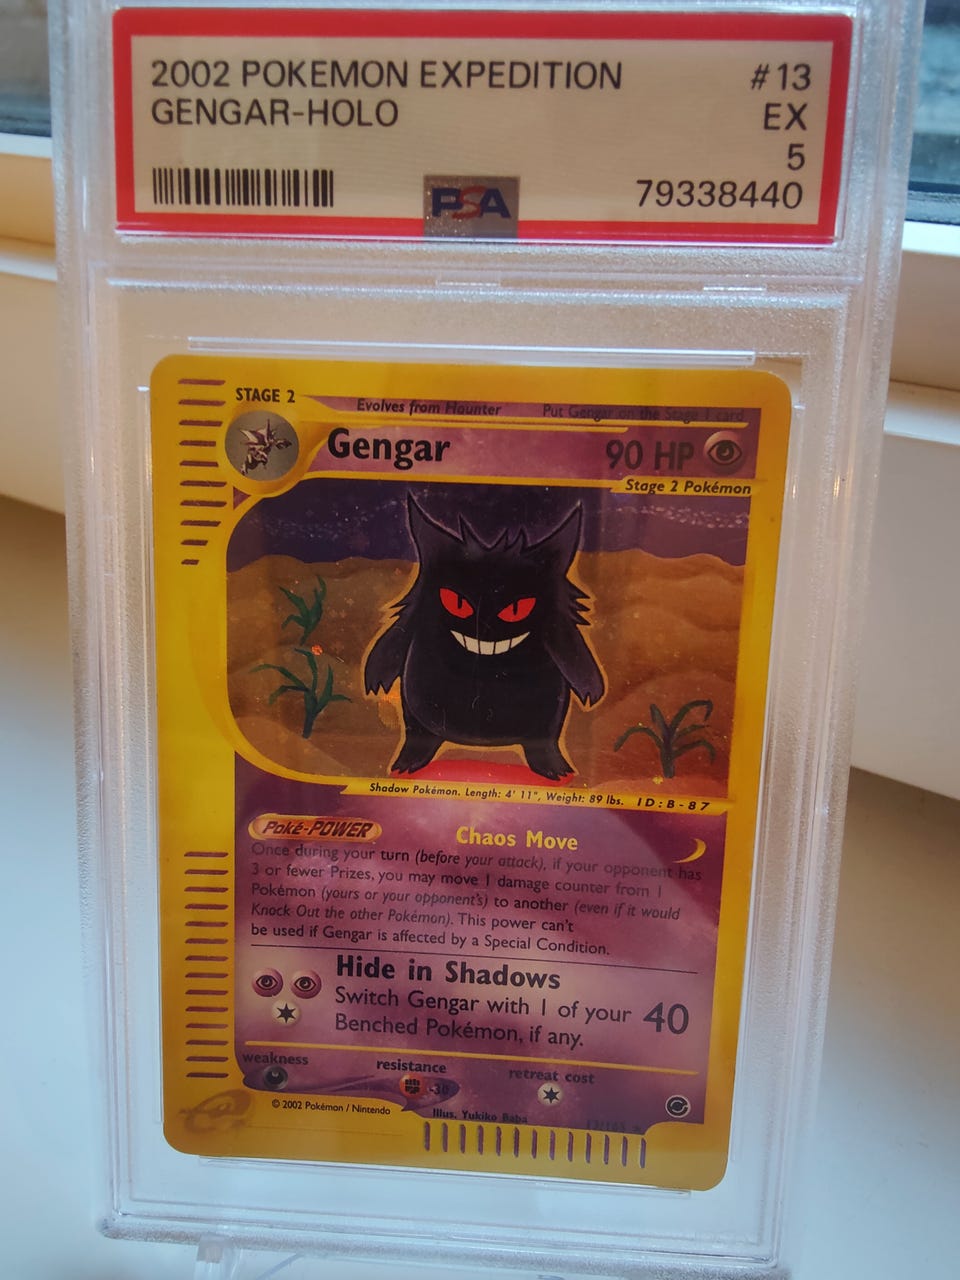 2002 POKEMON EXPEDITION #13
GENGAR-HOLO EX
5
79338440
PSA
STAGE 2
Evolves from Haunter Put Gengar on the Stage 1 card
Gengar 90 HP
Stage 2 Pokémon
Shadow Pokémon. Length: 4' 11", Weight: 89 lbs. ID:B-87
Poké-POWER Chaos Move
Once during your turn (before your attack), if your opponent has
3 or fewer Prizes, you may move 1 damage counter from 1
Pokémon (yours or your opponent's) to another (even if it would
Knock Out the other Pokémon). This power can't
be used if Gengar is affected by a Special Condition.
Hide in Shadows
Switch Gengar with 1 of your 40
Benched Pokémon, if any.
weakness resistance retreat cost
-30
© 2002 Pokémon / Nintendo
Illus. Yukiko Baba
13/165